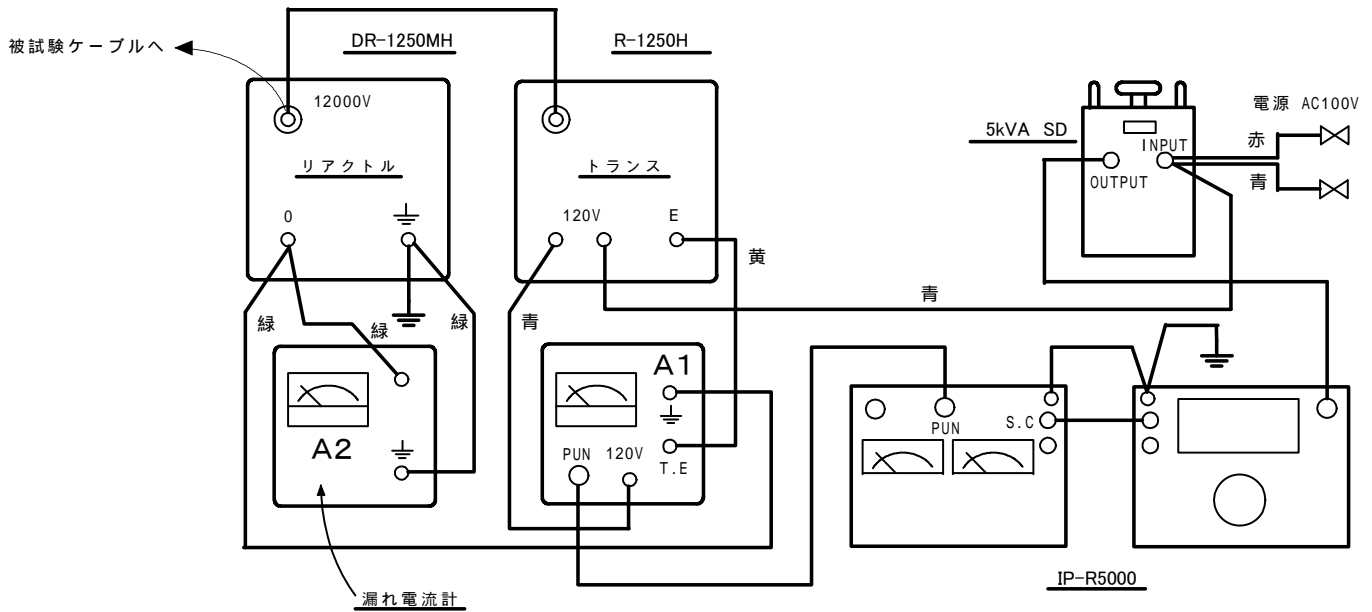 被試験ケーブルへ
DR-1250MH
R-1250H
12000V
リアクトル
0
トランス
120V
E
5kVA SD
INPUT
OUTPUT
電源 AC100V
赤
青
黄
青
緑
緑
緑
青
A2
A1
T.E
PUN
120V
PUN
S.C
IP-R5000
漏れ電流計